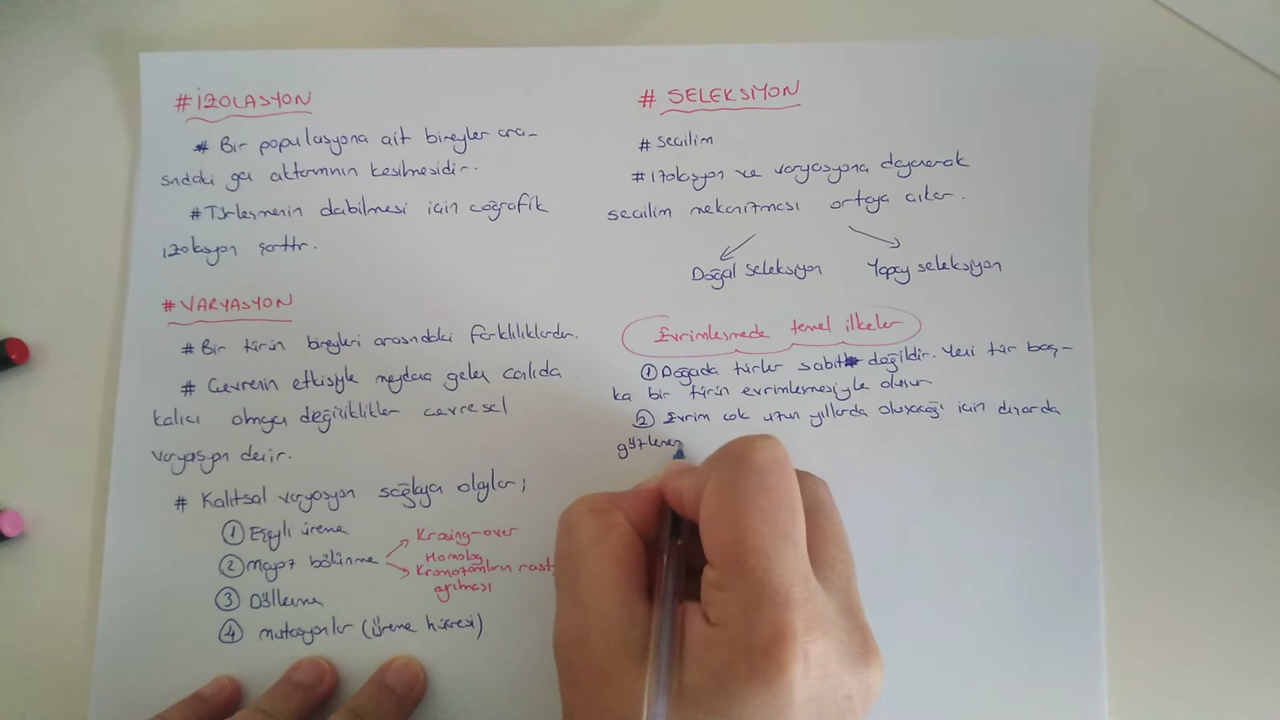 #İZOLASYON
# Bir populasyona ait bireyler ara-
sındaki gen aktarımının kesilmesidir.
#Türleşmenin olabilmesi için coğrafik
izolasyon şarttır.
#VARYASYON
# Bir türün bireyleri arasındaki farklılıklardır.
# Çevrenin etkisiyle meydana gelen canlıda
kalıcı olmayan değişiklikler çevresel
varyasyon denir.
# Kalıtsal varyasyon sağlayan olaylar;
① Eşeyli üreme
② Mayoz bölünme
Krosing-over
Homolog
Kromozomların rast.
ayrılması
③ Döllenme
④ mutasyonlar (üreme hücresi)
# SELEKSİYON
# seçilim
#izolasyon ve varyasyona dayanarak
seçilim mekanizması ortaya çıkar.
Doğal seleksiyon Yapay seleksiyon
Evrimleşmede temel ilkeler
① Doğada türler sabit değildir. Yeni tür baş-
ka bir türün evrimleşmesiyle oluşur
② Evrim çok uzun yıllarda oluşacağı için dışarda
gözlenen